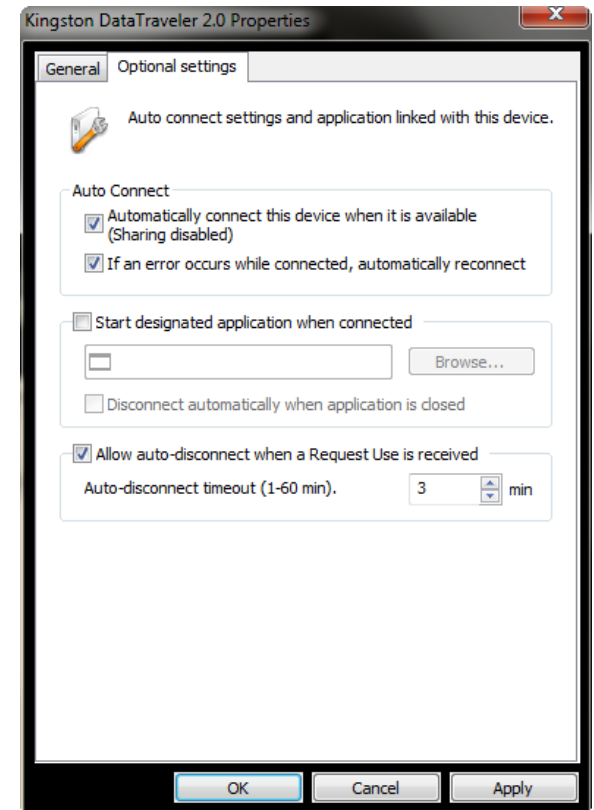 Kingston DataTraveler 2.0 Properties
General
Optional settings
Auto connect settings and application linked with this device.
Auto Connect
Automatically connect this device when it is available
(Sharing disabled)
If an error occurs while connected, automatically reconnect
Start designated application when connected
Browse...
Disconnect automatically when application is closed
Allow auto-disconnect when a Request Use is received
Auto-disconnect timeout (1-60 min). 3 min
OK Cancel Apply